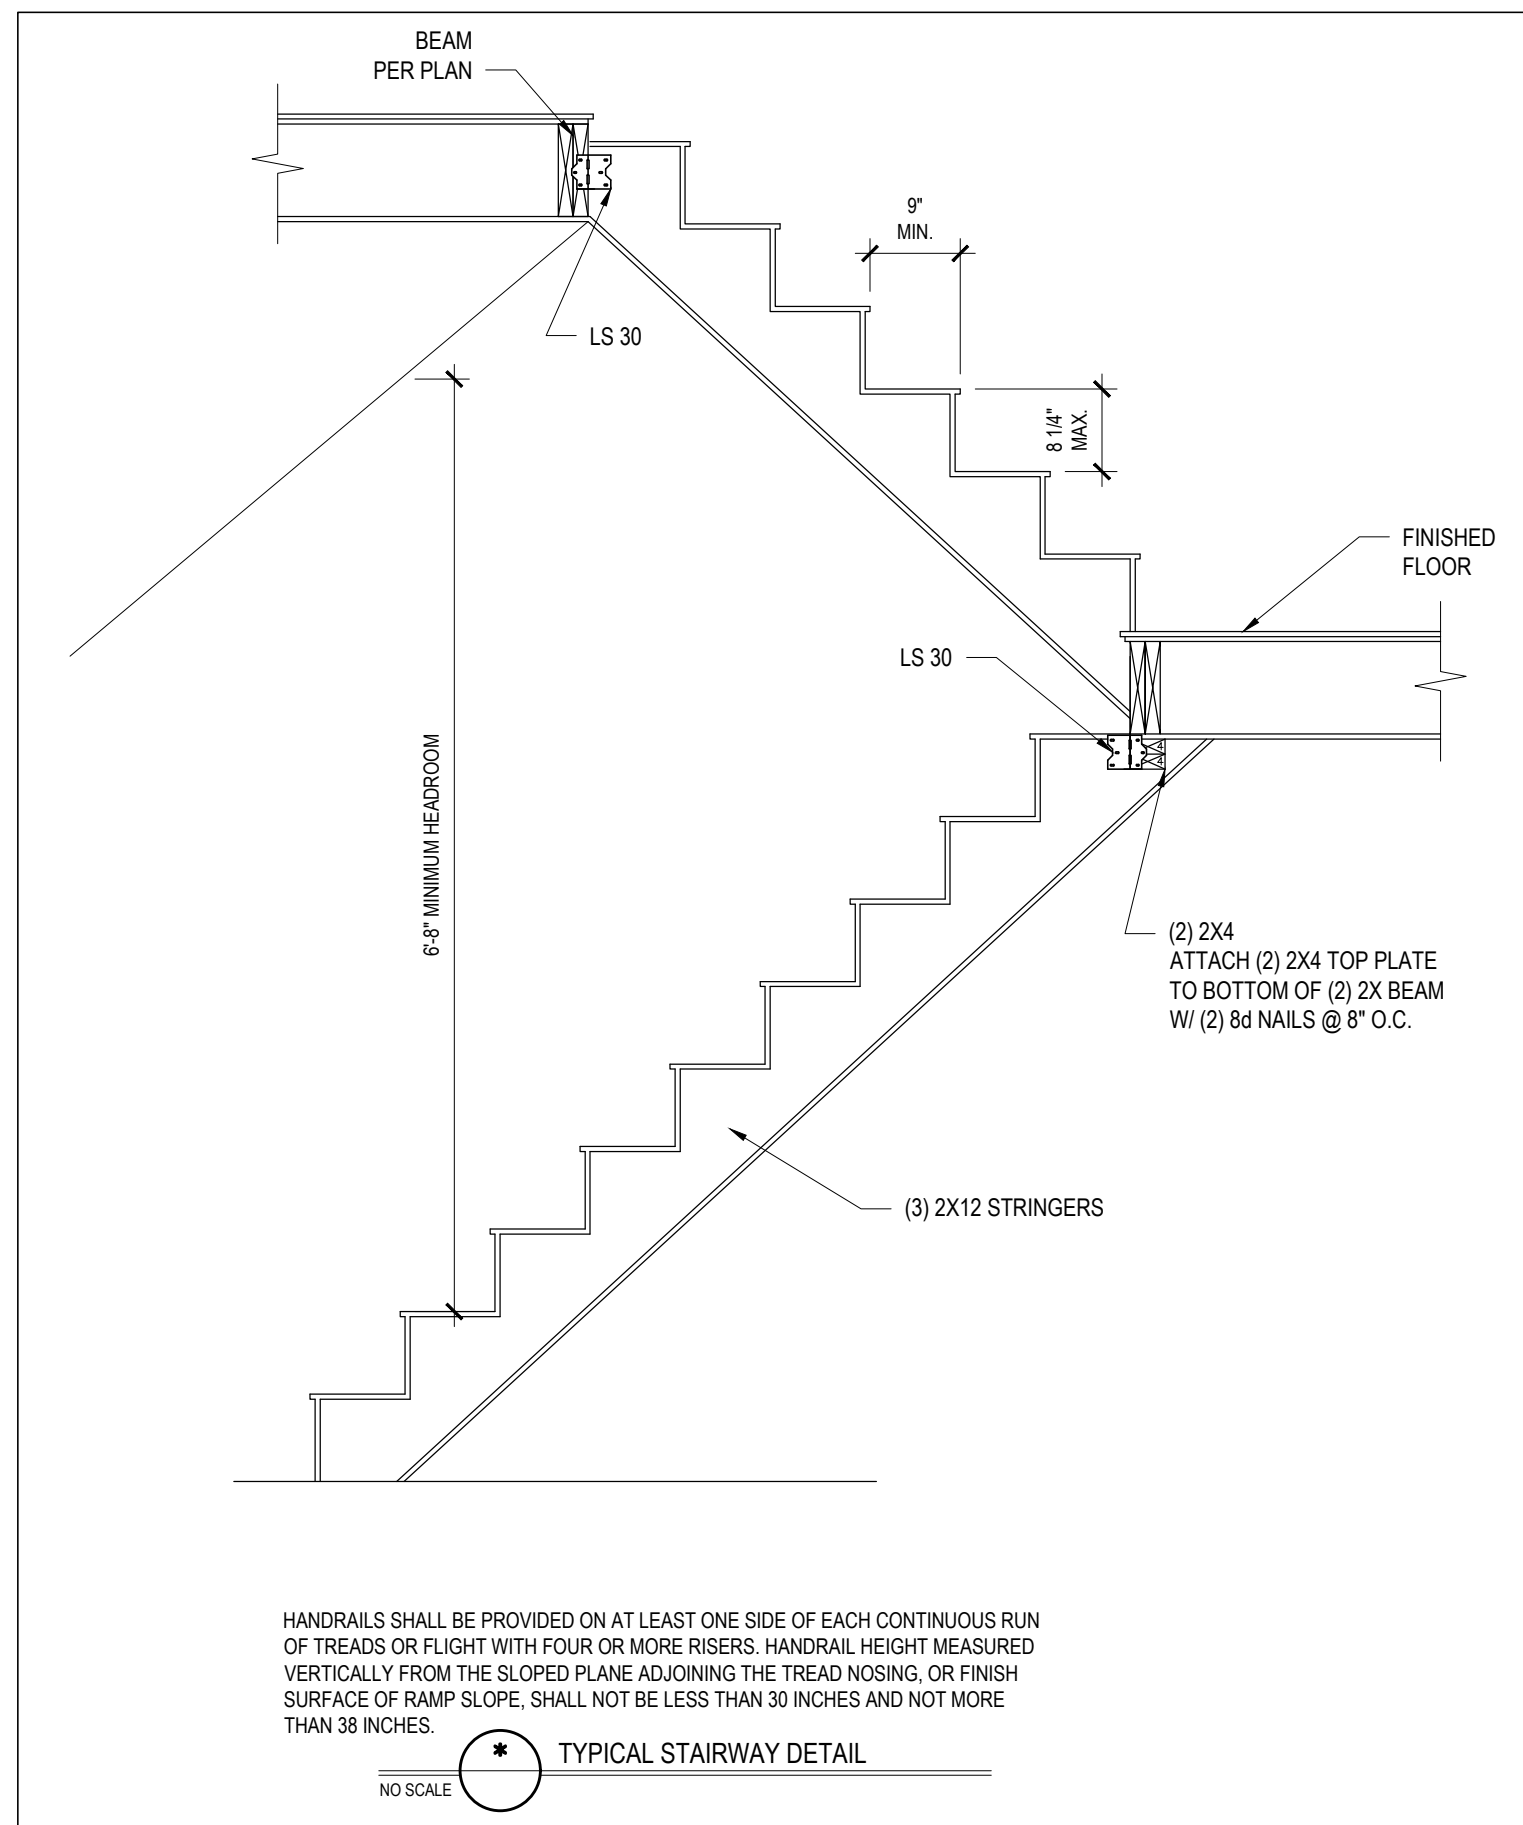 BEAM
PER PLAN
9"
MIN.
LS 30
8 1/4"
MAX.
FINISHED
FLOOR
LS 30
4
4
6'-8" MINIMUM HEADROOM
(2) 2X4
ATTACH (2) 2X4 TOP PLATE
TO BOTTOM OF (2) 2X BEAM
W/ (2) 8d NAILS @ 8" O.C.
(3) 2X12 STRINGERS
HANDRAILS SHALL BE PROVIDED ON AT LEAST ONE SIDE OF EACH CONTINUOUS RUN
OF TREADS OR FLIGHT WITH FOUR OR MORE RISERS. HANDRAIL HEIGHT MEASURED
VERTICALLY FROM THE SLOPED PLANE ADJOINING THE TREAD NOSING, OR FINISH
SURFACE OF RAMP SLOPE, SHALL NOT BE LESS THAN 30 INCHES AND NOT MORE
THAN 38 INCHES.
* TYPICAL STAIRWAY DETAIL
NO SCALE